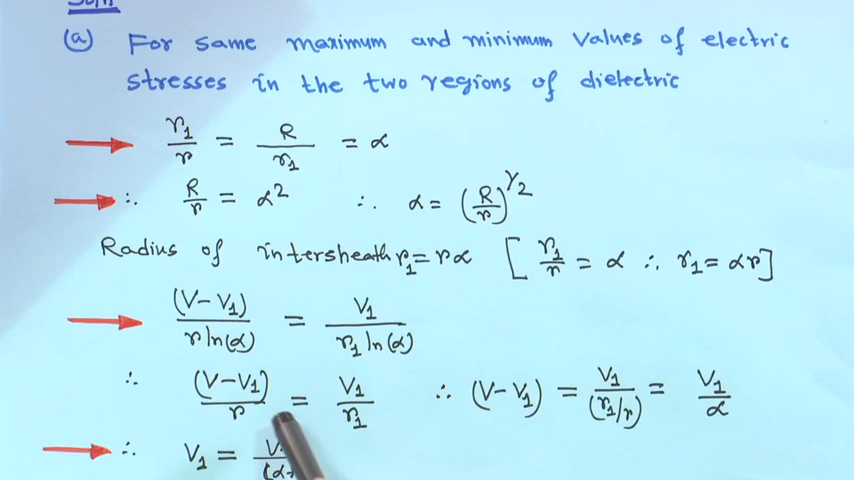 Soln
(a) For same maximum and minimum values of electric
stresses in the two regions of dielectric
r₁/r = R/r₁ = α
∴ R/r = α² ∴ α = (R/r)^1/2
Radius of intersheath r₁ = rα [r₁/r = α ∴ r₁ = αr]
(V-V₁)/(r ln(α)) = V₁/(r₁ ln(α))
∴ (V-V₁)/r = V₁/r₁ ∴ (V-V₁) = V₁/(r₁/r) = V₁/α
∴ V₁ =